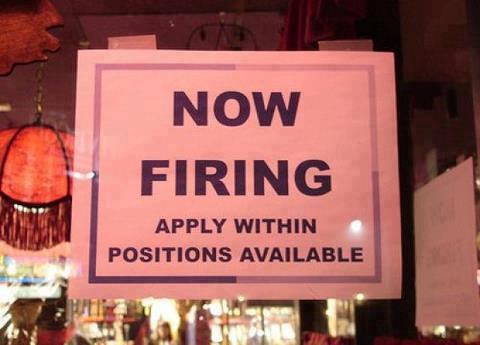 NOW
FIRING
APPLY WITHIN
POSITIONS AVAILABLE